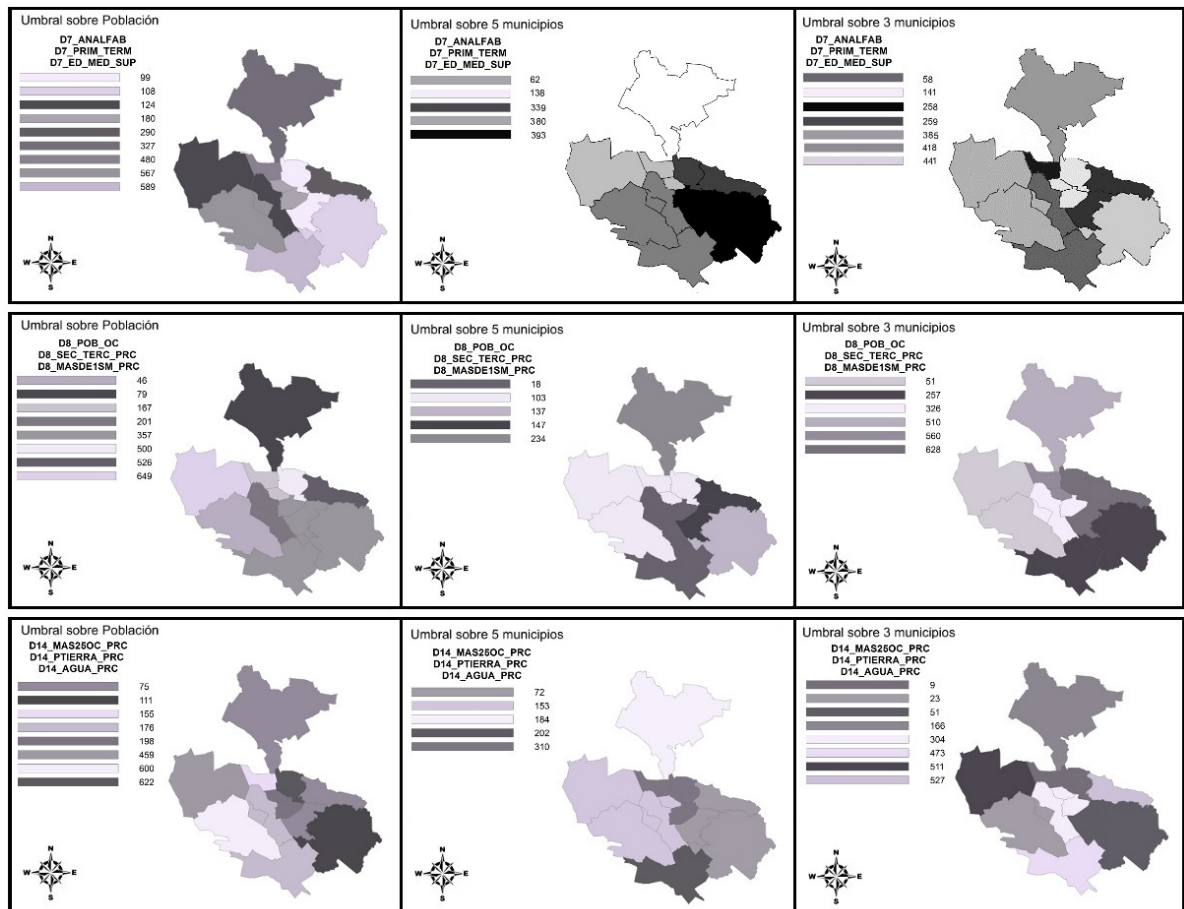 Umbral sobre Población
D7_ANALFAB
D7_PRIM_TERM
D7_ED_MED_SUP
99
108
124
180
290
327
480
567
589
N
W E
S
Umbral sobre 5 municipios
D7_ANALFAB
D7_PRIM_TERM
D7_ED_MED_SUP
62
138
339
380
393
N
W E
S
Umbral sobre 3 municipios
D7_ANALFAB
D7_PRIM_TERM
D7_ED_MED_SUP
58
141
258
259
385
418
441
N
W E
S
Umbral sobre Población
D8_POB_OC
D8_SEC_TERC_PRC
D8_MASDE1SM_PRC
46
79
167
201
357
500
526
649
N
W E
S
Umbral sobre 5 municipios
D8_POB_OC
D8_SEC_TERC_PRC
D8_MASDE1SM_PRC
18
103
137
147
234
N
W E
S
Umbral sobre 3 municipios
D8_POB_OC
D8_SEC_TERC_PRC
D8_MASDE1SM_PRC
51
257
326
510
560
628
N
W E
S
Umbral sobre Población
D14_MAS25OC_PRC
D14_PTIERRA_PRC
D14_AGUA_PRC
75
111
155
176
198
459
600
622
N
W E
S
Umbral sobre 5 municipios
D14_MAS25OC_PRC
D14_PTIERRA_PRC
D14_AGUA_PRC
72
153
184
202
310
N
W E
S
Umbral sobre 3 municipios
D14_MAS25OC_PRC
D14_PTIERRA_PRC
D14_AGUA_PRC
9
23
51
166
304
473
511
527
N
W E
S